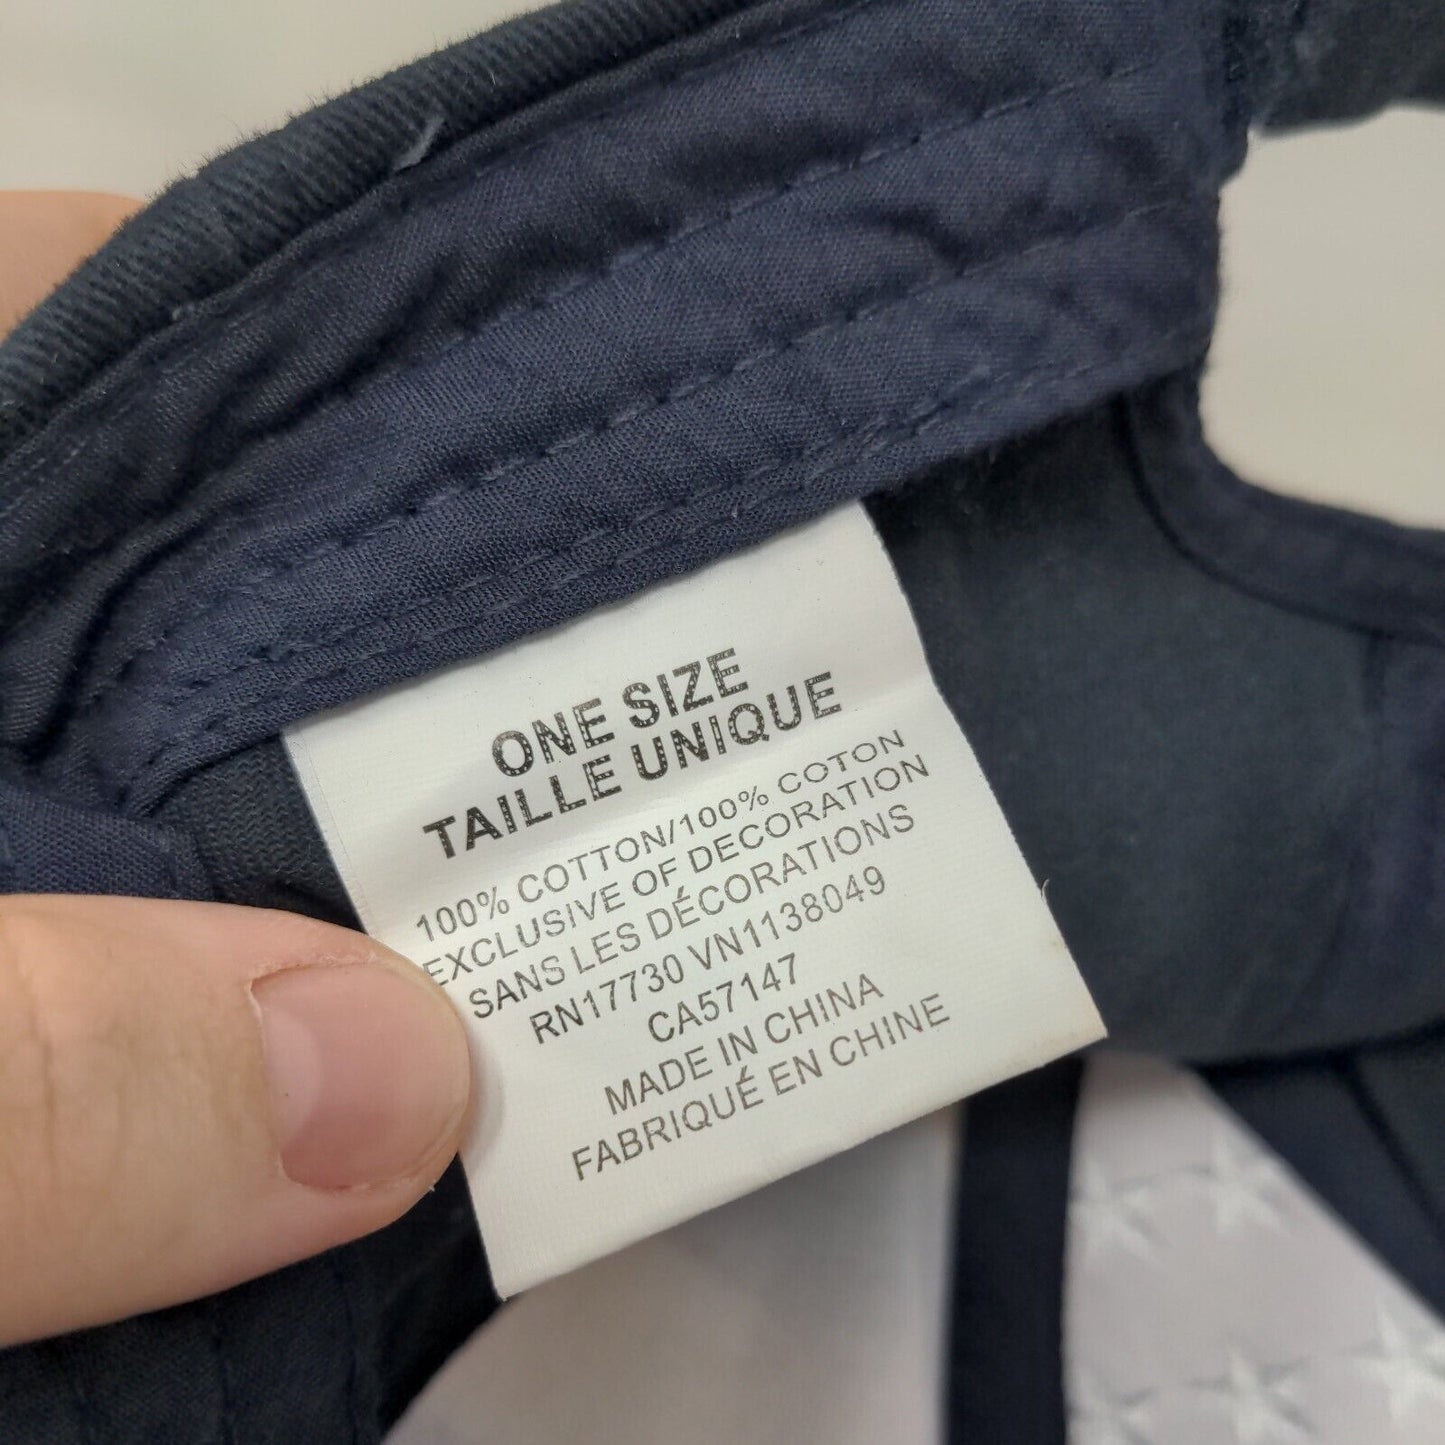 ONE SIZE
TAILLE UNIQUE
100% COTTON/100% COTON
EXCLUSIVE OF DECORATION
SANS LES DÉCORATIONS
RN17730 VN1138049
CA57147
MADE IN CHINA
FABRIQUÉ EN CHINE